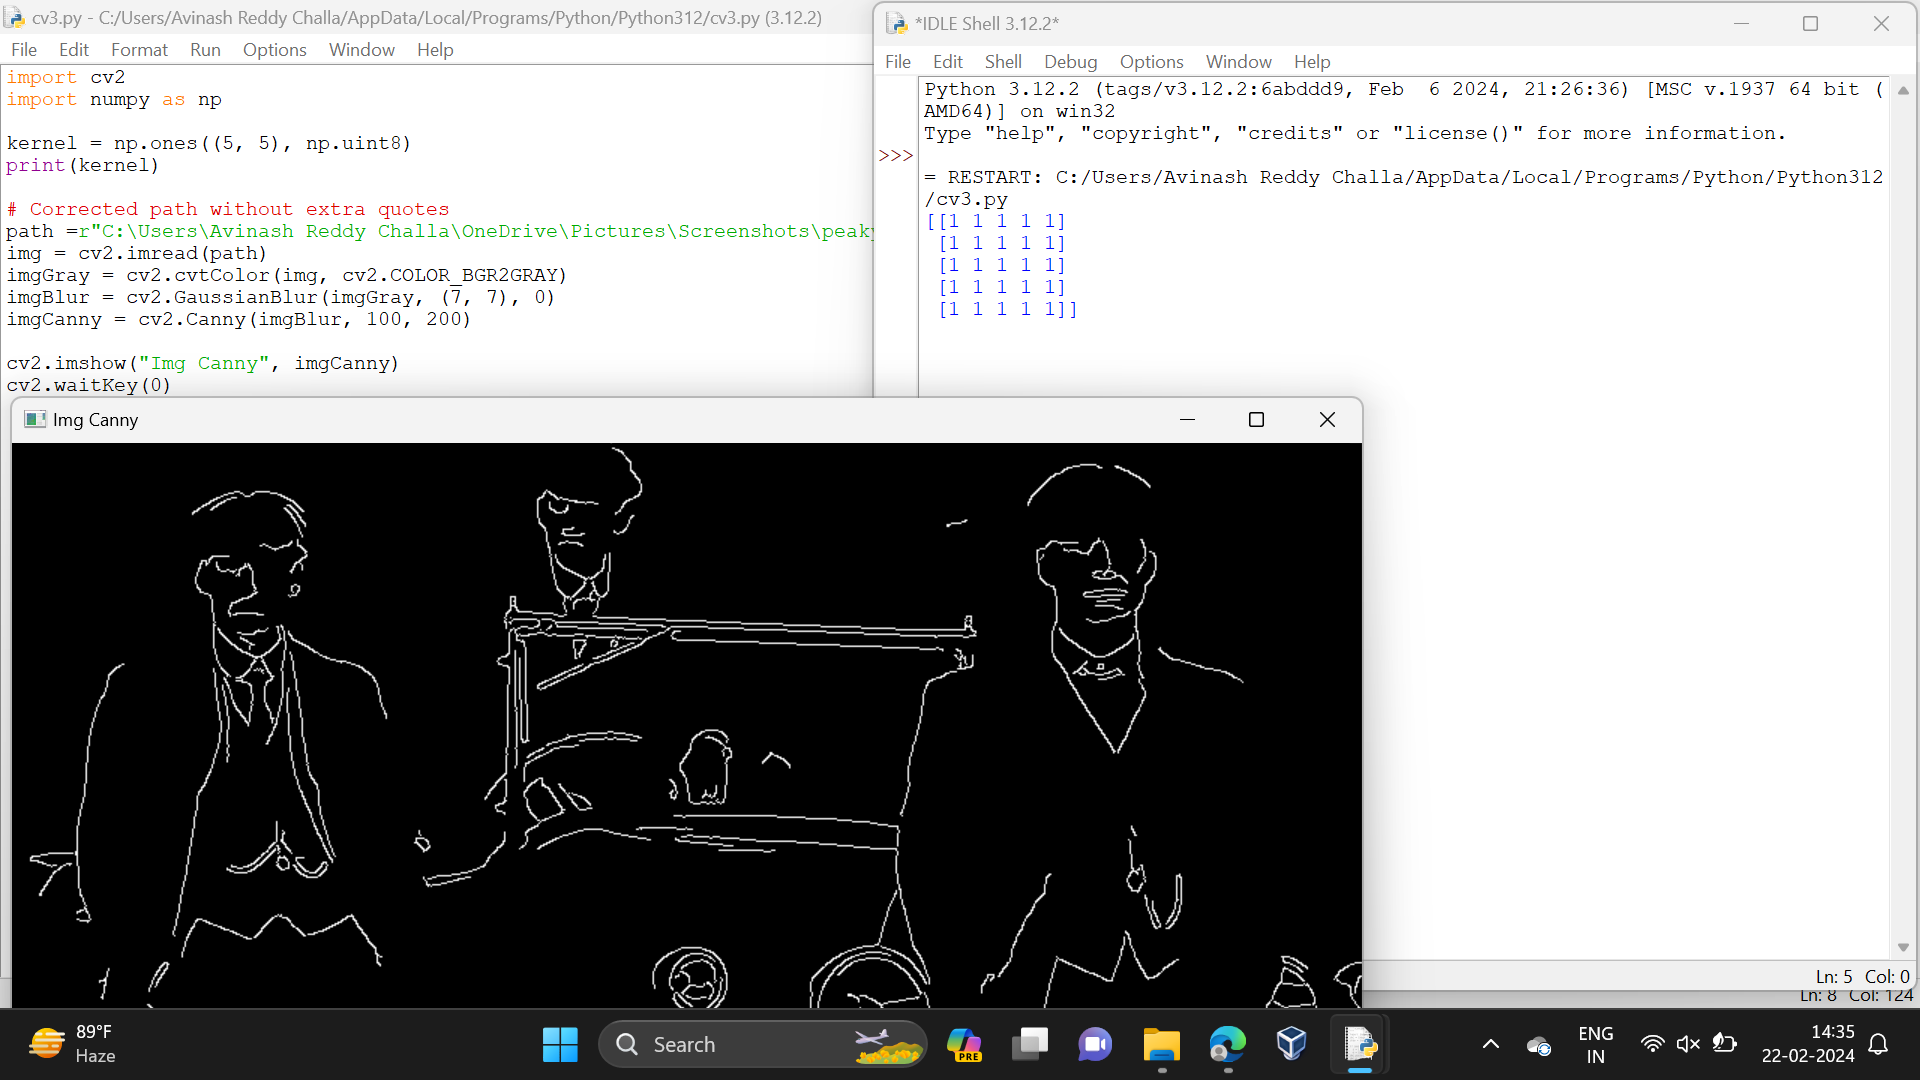 cv3.py - C:/Users/Avinash Reddy Challa/AppData/Local/Programs/Python/Python312/cv3.py (3.12.2)
File Edit Format Run Options Window Help
import cv2
import numpy as np
kernel = np.ones((5, 5), np.uint8)
print(kernel)
# Corrected path without extra quotes
path =r"C:\Users\Avinash Reddy Challa\OneDrive\Pictures\Screenshots\peaky
img = cv2.imread(path)
imgGray = cv2.cvtColor(img, cv2.COLOR_BGR2GRAY)
imgBlur = cv2.GaussianBlur(imgGray, (7, 7), 0)
imgCanny = cv2.Canny(imgBlur, 100, 200)
cv2.imshow("Img Canny", imgCanny)
cv2.waitKey(0)
*IDLE Shell 3.12.2*
File Edit Shell Debug Options Window Help
Python 3.12.2 (tags/v3.12.2:6abddd9, Feb  6 2024, 21:26:36) [MSC v.1937 64 bit (
AMD64)] on win32
Type "help", "copyright", "credits" or "license()" for more information.
>>>
= RESTART: C:/Users/Avinash Reddy Challa/AppData/Local/Programs/Python/Python312
/cv3.py
[[1 1 1 1 1]
 [1 1 1 1 1]
 [1 1 1 1 1]
 [1 1 1 1 1]
 [1 1 1 1 1]]
Img Canny
Ln: 5 Col: 0
Ln: 8 Col: 124
89°F
Haze
Search
PRE
ENG
IN
14:35
22-02-2024